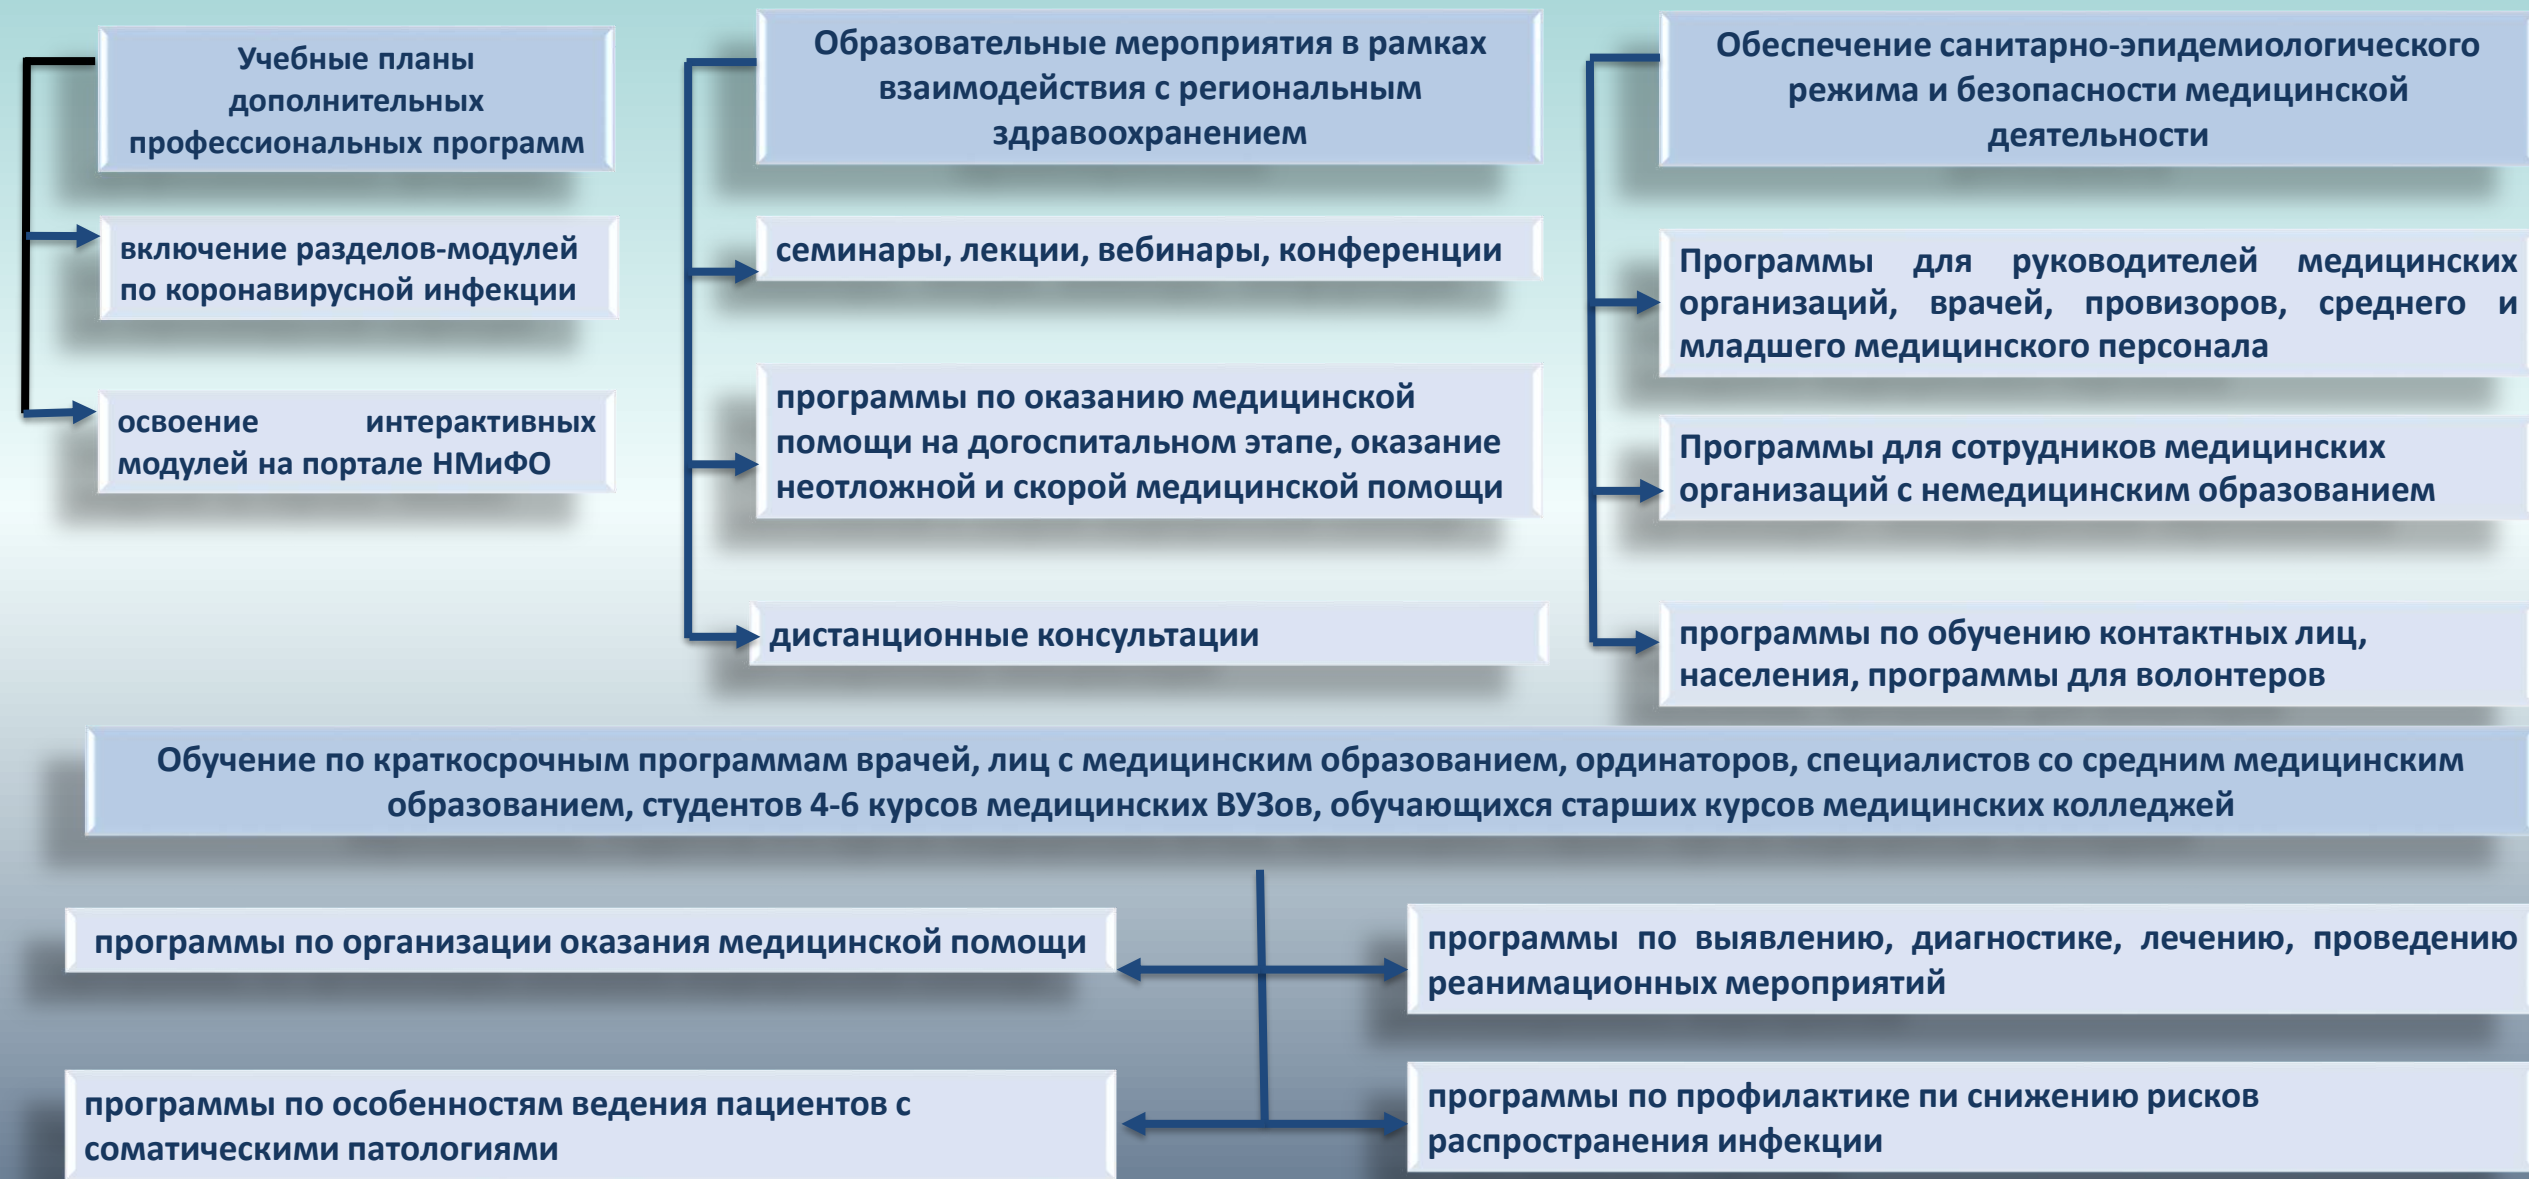 Учебные планы
дополнительных
профессиональных программ
включение разделов-модулей
по коронавирусной инфекции
освоение интерактивных
модулей на портале НМиФО
Образовательные мероприятия в рамках
взаимодействия с региональным
здравоохранением
семинары, лекции, вебинары, конференции
программы по оказанию медицинской
помощи на догоспитальном этапе, оказание
неотложной и скорой медицинской помощи
дистанционные консультации
Обеспечение санитарно-эпидемиологического
режима и безопасности медицинской
деятельности
Программы для руководителей медицинских
организаций, врачей, провизоров, среднего и
младшего медицинского персонала
Программы для сотрудников медицинских
организаций с немедицинским образованием
программы по обучению контактных лиц,
населения, программы для волонтеров
Обучение по краткосрочным программам врачей, лиц с медицинским образованием, ординаторов, специалистов со средним медицинским
образованием, студентов 4-6 курсов медицинских ВУЗов, обучающихся старших курсов медицинских колледжей
программы по организации оказания медицинской помощи
программы по выявлению, диагностике, лечению, проведению
реанимационных мероприятий
программы по особенностям ведения пациентов с
соматическими патологиями
программы по профилактике пи снижению рисков
распространения инфекции